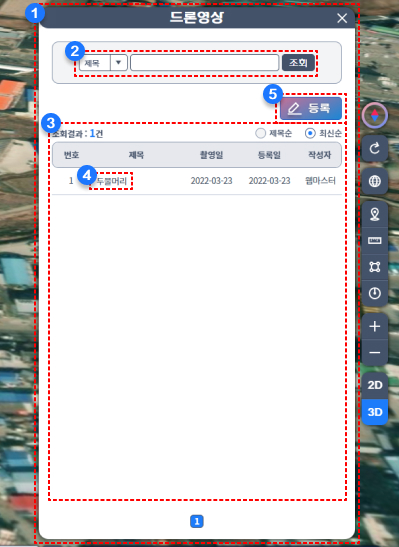 1
드론영상
2
제목 조회
5
등록
3
조회결과 : 1건 제목순 최신순
번호 제목 촬영일 등록일 작성자
1 4 두물머리 2022-03-23 2022-03-23 맵마스터
2D
3D
1